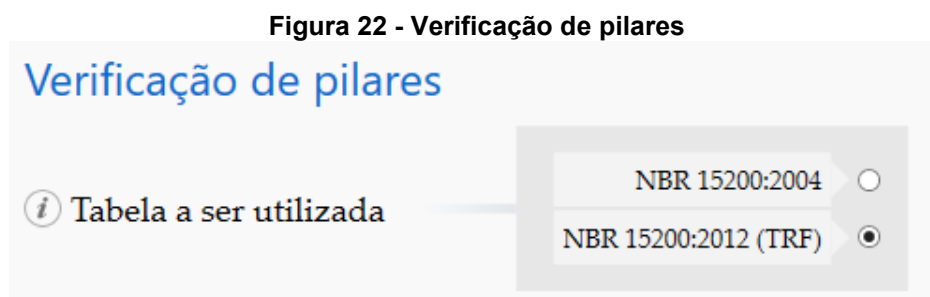 Figura 22 - Verificação de pilares
Verificação de pilares
NBR 15200:2004
i Tabela a ser utilizada
NBR 15200:2012 (TRF)